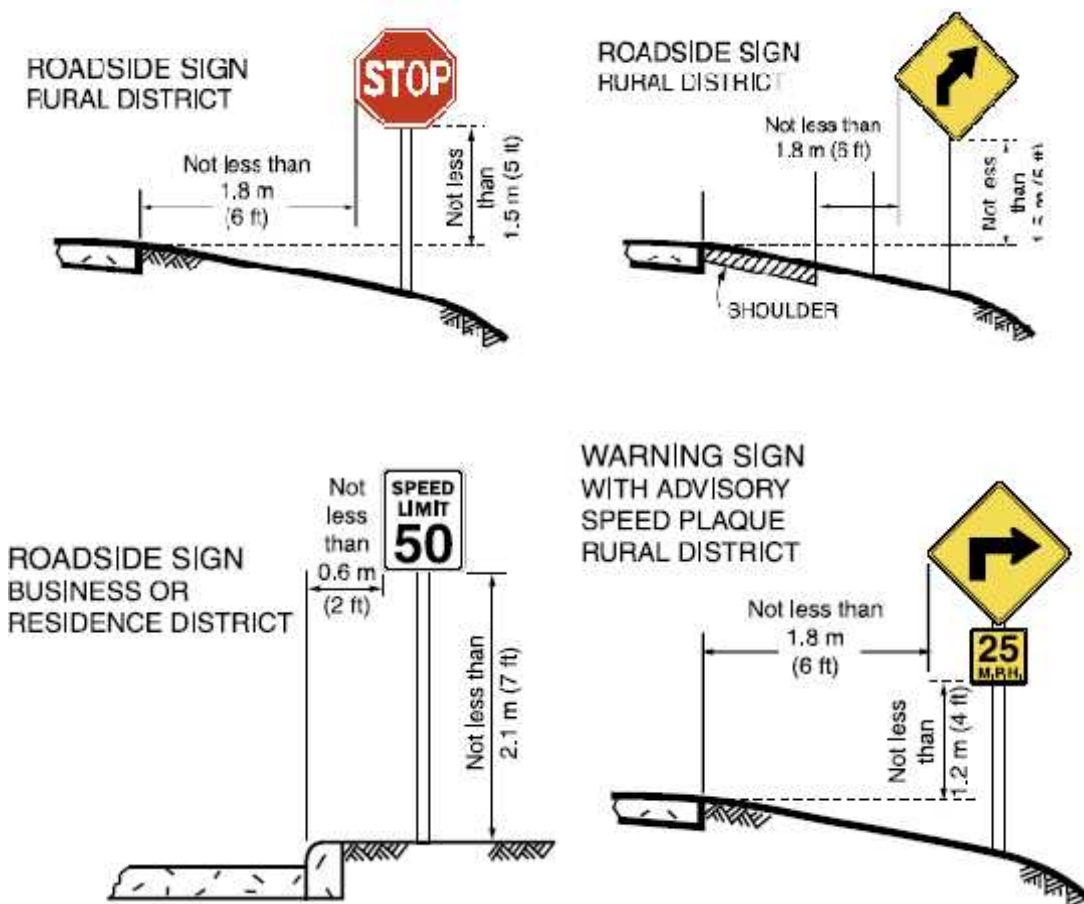 ROADSIDE SIGN
RURAL DISTRICT
STOP
Not less than
1.8 m
(6 ft)
Not less
than
1.5 m (5 ft)
ROADSIDE SIGN
RURAL DISTRICT
Not less than
1.8 m (6 ft)
Not less
than
SHOULDER
ROADSIDE SIGN
BUSINESS OR
RESIDENCE DISTRICT
Not
less
than
0.6 m
(2 ft)
SPEED
LIMIT
50
Not less than
2.1 m (7 ft)
WARNING SIGN
WITH ADVISORY
SPEED PLAQUE
RURAL DISTRICT
Not less than
1.8 m
(6 ft)
25
M.P.H.
Not less
than
1.2 m (4 ft)